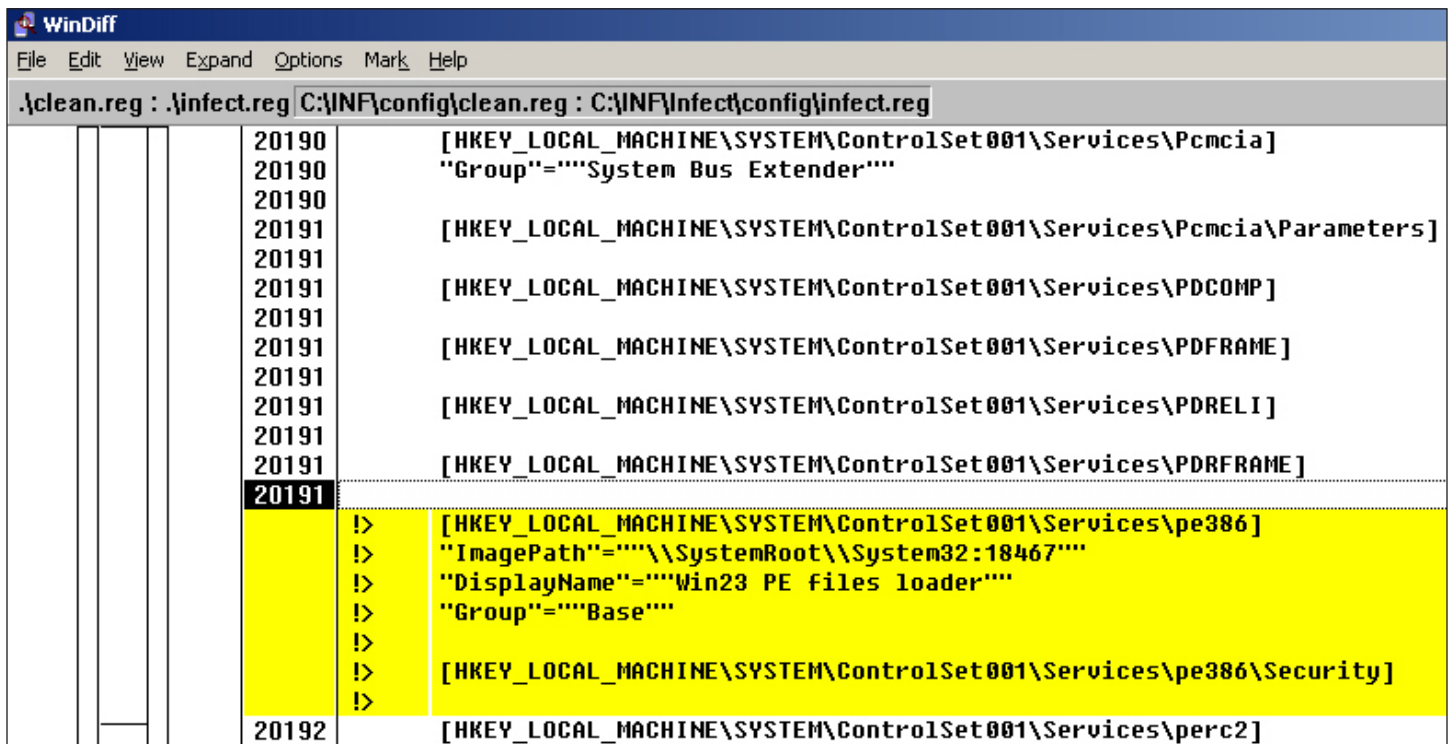 WinDiff
File Edit View Expand Options Mark Help
.\clean.reg : .\infect.reg C:\INF\config\clean.reg : C:\INF\Infect\config\infect.reg
20190 [HKEY_LOCAL_MACHINE\SYSTEM\ControlSet001\Services\Pcmcia]
20190 "Group"=""System Bus Extender""
20190
20191 [HKEY_LOCAL_MACHINE\SYSTEM\ControlSet001\Services\Pcmcia\Parameters]
20191
20191 [HKEY_LOCAL_MACHINE\SYSTEM\ControlSet001\Services\PDCOMP]
20191
20191 [HKEY_LOCAL_MACHINE\SYSTEM\ControlSet001\Services\PDFRAME]
20191
20191 [HKEY_LOCAL_MACHINE\SYSTEM\ControlSet001\Services\PDRELI]
20191
20191 [HKEY_LOCAL_MACHINE\SYSTEM\ControlSet001\Services\PDRFRAME]
20191
!> [HKEY_LOCAL_MACHINE\SYSTEM\ControlSet001\Services\pe386]
!> "ImagePath"=""\\SystemRoot\\System32:18467""
!> "DisplayName"=""Win23 PE files loader""
!> "Group"=""Base""
!>
!> [HKEY_LOCAL_MACHINE\SYSTEM\ControlSet001\Services\pe386\Security]
!>
20192 [HKEY_LOCAL_MACHINE\SYSTEM\ControlSet001\Services\perc2]